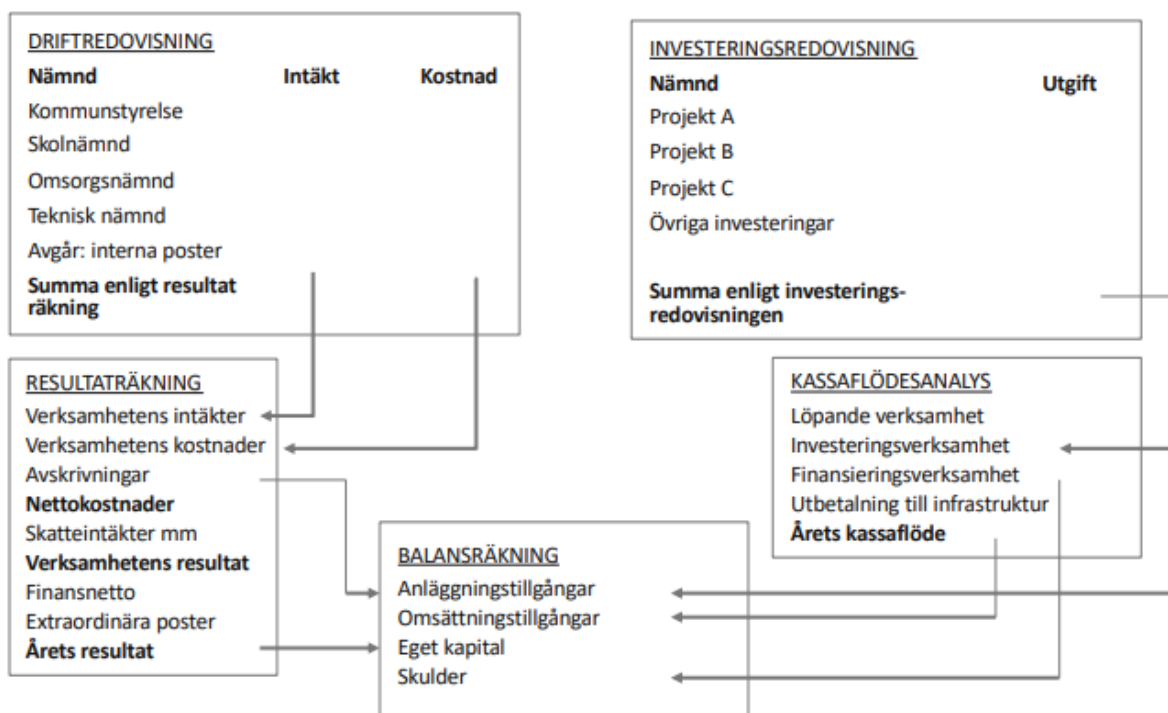 DRIFTREDOVISNING
Nämnd Intäkt Kostnad
Kommunstyrelse
Skolnämnd
Omsorgsnämnd
Teknisk nämnd
Avgår: interna poster
Summa enligt resultat
räkning
INVESTERINGSREDOVISNING
Nämnd Utgift
Projekt A
Projekt B
Projekt C
Övriga investeringar
Summa enligt investerings-
redovisningen
RESULTATRÄKNING
Verksamhetens intäkter
Verksamhetens kostnader
Avskrivningar
Nettokostnader
Skatteintäkter mm
Verksamhetens resultat
Finansnetto
Extraordinära poster
Årets resultat
KASSAFLÖDESANALYS
Löpande verksamhet
Investeringsverksamhet
Finansieringsverksamhet
Utbetalning till infrastruktur
Årets kassaflöde
BALANSRÄKNING
Anläggningstillgångar
Omsättningstillgångar
Eget kapital
Skulder